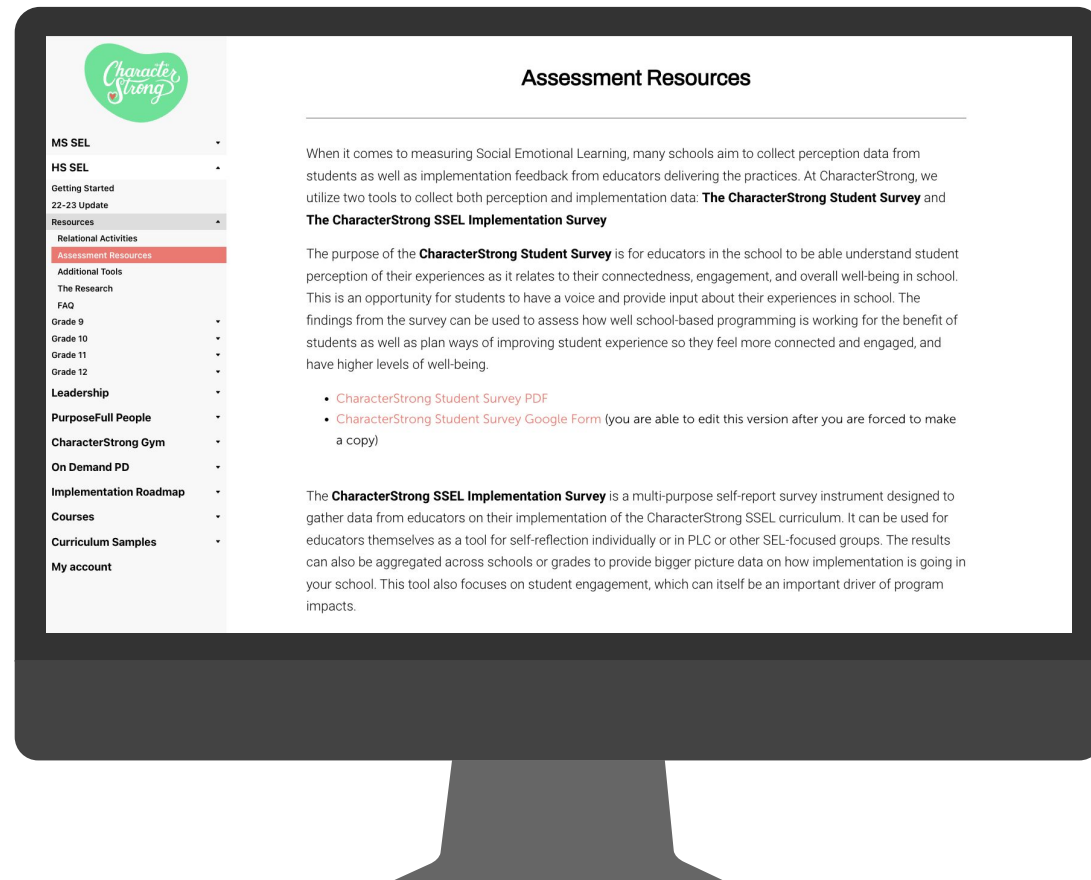 Character
Strong
MS SEL
HS SEL
Getting Started
22-23 Update
Resources
Relational Activities
Assessment Resources
Additional Tools
The Research
FAQ
Grade 9
Grade 10
Grade 11
Grade 12
Leadership
PurposeFull People
CharacterStrong Gym
On Demand PD
Implementation Roadmap
Courses
Curriculum Samples
My account
Assessment Resources
When it comes to measuring Social Emotional Learning, many schools aim to collect perception data from
students as well as implementation feedback from educators delivering the practices. At CharacterStrong, we
utilize two tools to collect both perception and implementation data: The CharacterStrong Student Survey and
The CharacterStrong SSEL Implementation Survey
The purpose of the CharacterStrong Student Survey is for educators in the school to be able understand student
perception of their experiences as it relates to their connectedness, engagement, and overall well-being in school.
This is an opportunity for students to have a voice and provide input about their experiences in school. The
findings from the survey can be used to assess how well school-based programming is working for the benefit of
students as well as plan ways of improving student experience so they feel more connected and engaged, and
have higher levels of well-being.
• CharacterStrong Student Survey PDF
• CharacterStrong Student Survey Google Form (you are able to edit this version after you are forced to make
a copy)
The CharacterStrong SSEL Implementation Survey is a multi-purpose self-report survey instrument designed to
gather data from educators on their implementation of the CharacterStrong SSEL curriculum. It can be used for
educators themselves as a tool for self-reflection individually or in PLC or other SEL-focused groups. The results
can also be aggregated across schools or grades to provide bigger picture data on how implementation is going in
your school. This tool also focuses on student engagement, which can itself be an important driver of program
impacts.